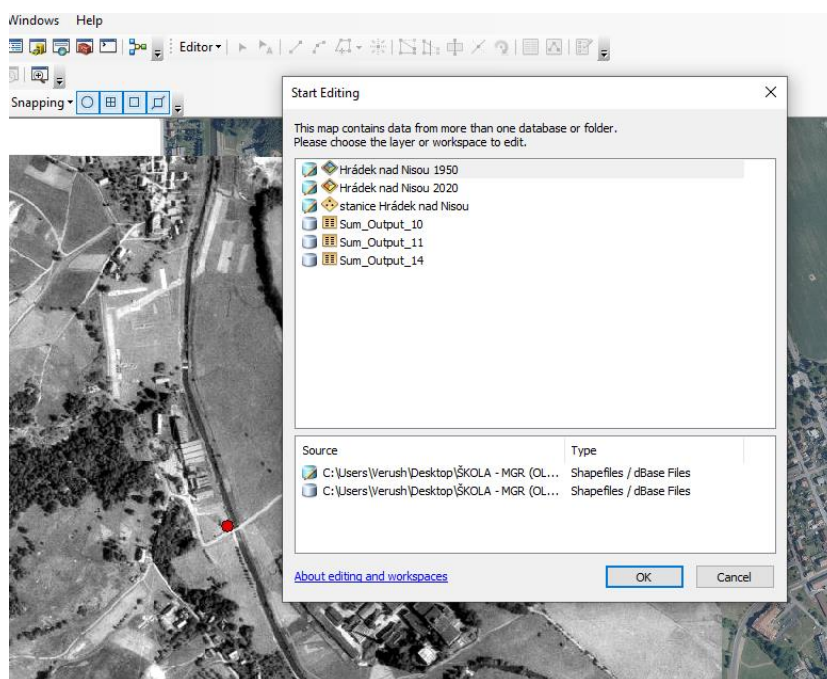 Windows Help
Editor
Snapping
Start Editing
This map contains data from more than one database or folder.
Please choose the layer or workspace to edit.
Hrádek nad Nisou 1950
Hrádek nad Nisou 2020
stanice Hrádek nad Nisou
Sum_Output_10
Sum_Output_11
Sum_Output_14
Source Type
C:\Users\Verush\Desktop\ŠKOLA - MGR (OL... Shapefiles / dBase Files
C:\Users\Verush\Desktop\ŠKOLA - MGR (OL... Shapefiles / dBase Files
About editing and workspaces OK Cancel